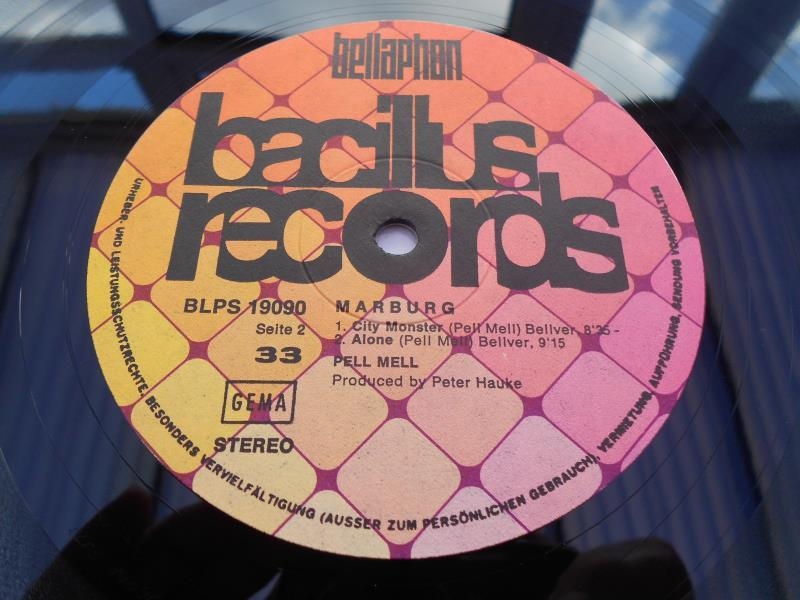 bellaphon
bacillus
records
BLPS 19090
Seite 2
33
GEMA
STEREO
MARBURG
1. City Monster (Pell Mell) Bellver, 8'35 -
2. Alone (Pell Mell) Bellver, 9'15
PELL MELL
Produced by Peter Hauke
URHEBER- UND LEISTUNGSSCHUTZRECHTE, BESONDERS VERVIELFÄLTIGUNG (AUSSER ZUM PERSÖNLICHEN GEBRAUCH), VERMIETUNG, AUFFÜHRUNG, SENDUNG VORBEHALTEN